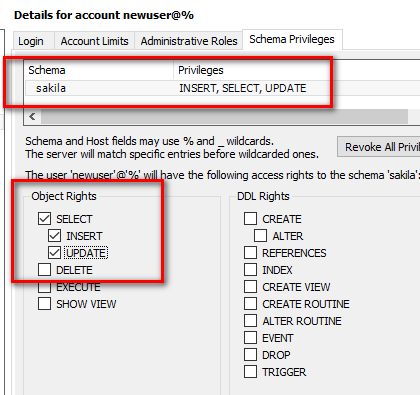 Details for account newuser@%
Login Account Limits Administrative Roles Schema Privileges
Schema Privileges
sakila INSERT, SELECT, UPDATE
Schema and Host fields may use % and _ wildcards.
The server will match specific entries before wildcarded ones.
Revoke All Privil
The user 'newuser'@'%' will have the following access rights to the schema 'sakila':
Object Rights
SELECT
INSERT
UPDATE
DELETE
EXECUTE
SHOW VIEW
DDL Rights
CREATE
ALTER
REFERENCES
INDEX
CREATE VIEW
CREATE ROUTINE
ALTER ROUTINE
EVENT
DROP
TRIGGER